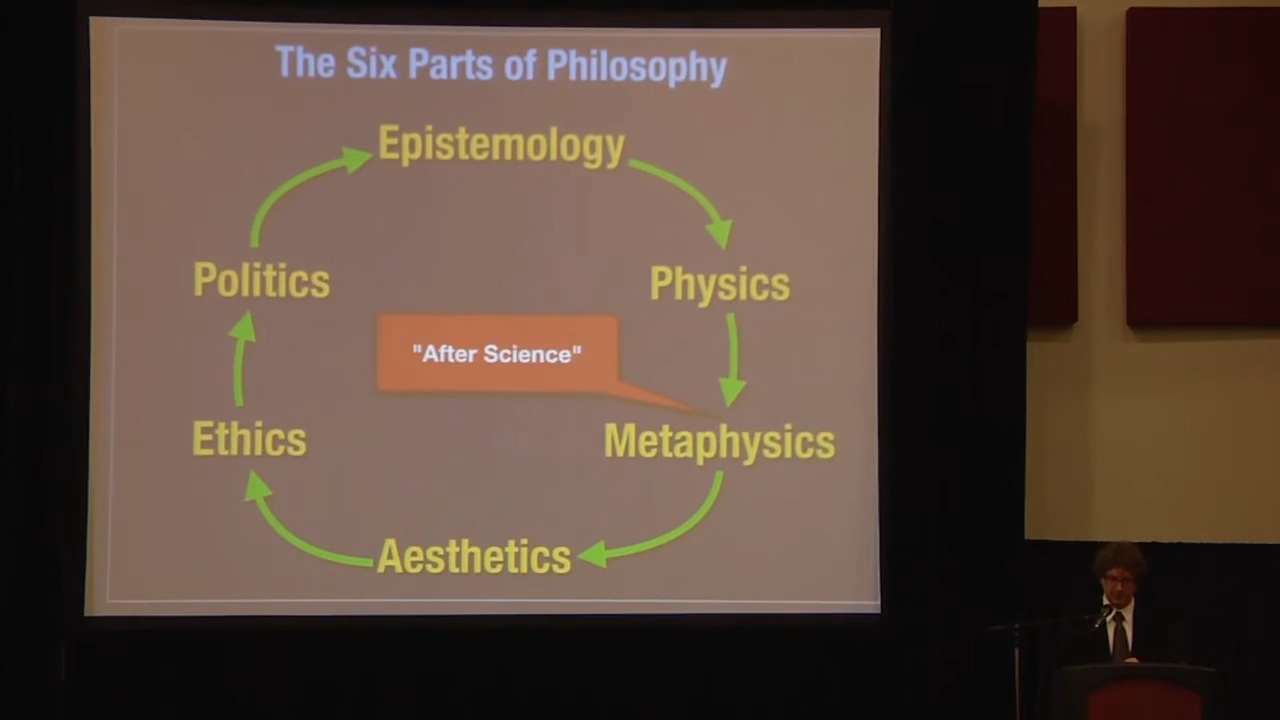 The Six Parts of Philosophy
Epistemology
Politics
Physics
"After Science"
Ethics
Metaphysics
Aesthetics